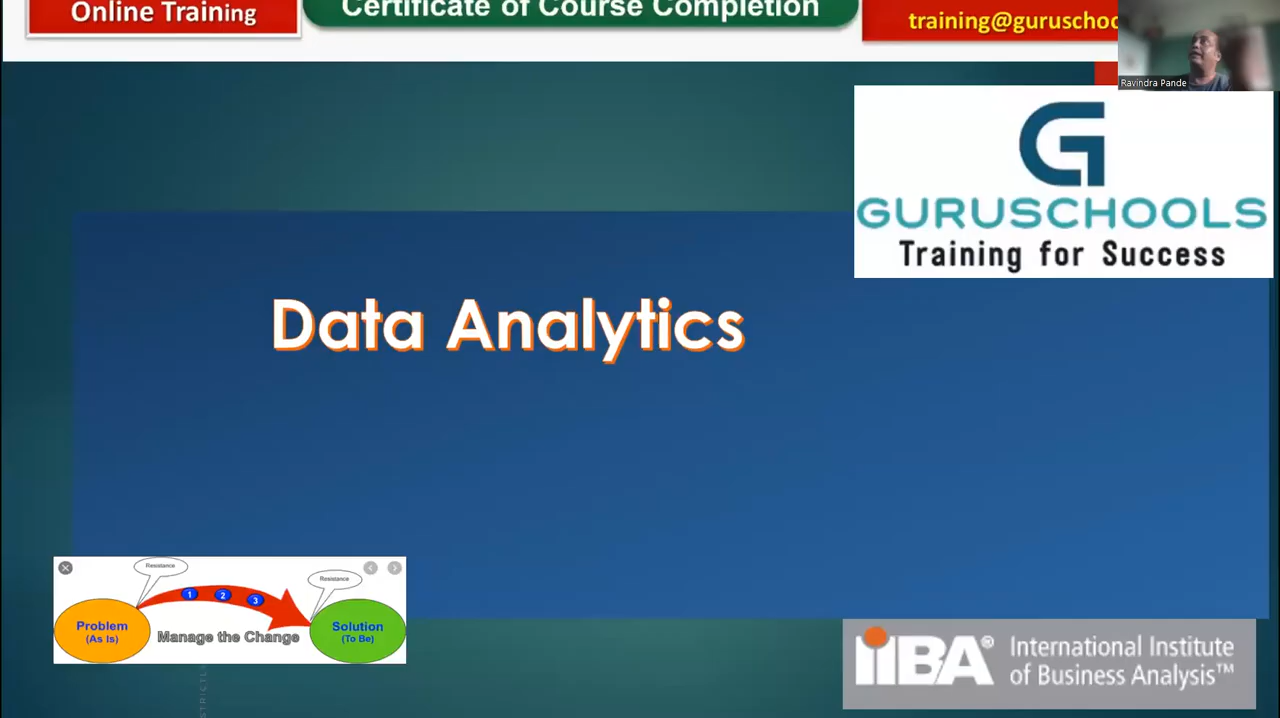 Online Training
Certificate of Course Completion
training@guruschoo
Ravindra Pande
G
GURUSCHOOLS
Training for Success
Data Analytics
Resistance
Resistance
1 2 3
Problem
(As Is)
Manage the Change
Solution
(To Be)
iiBA®
International Institute
of Business Analysis™
STRICTL